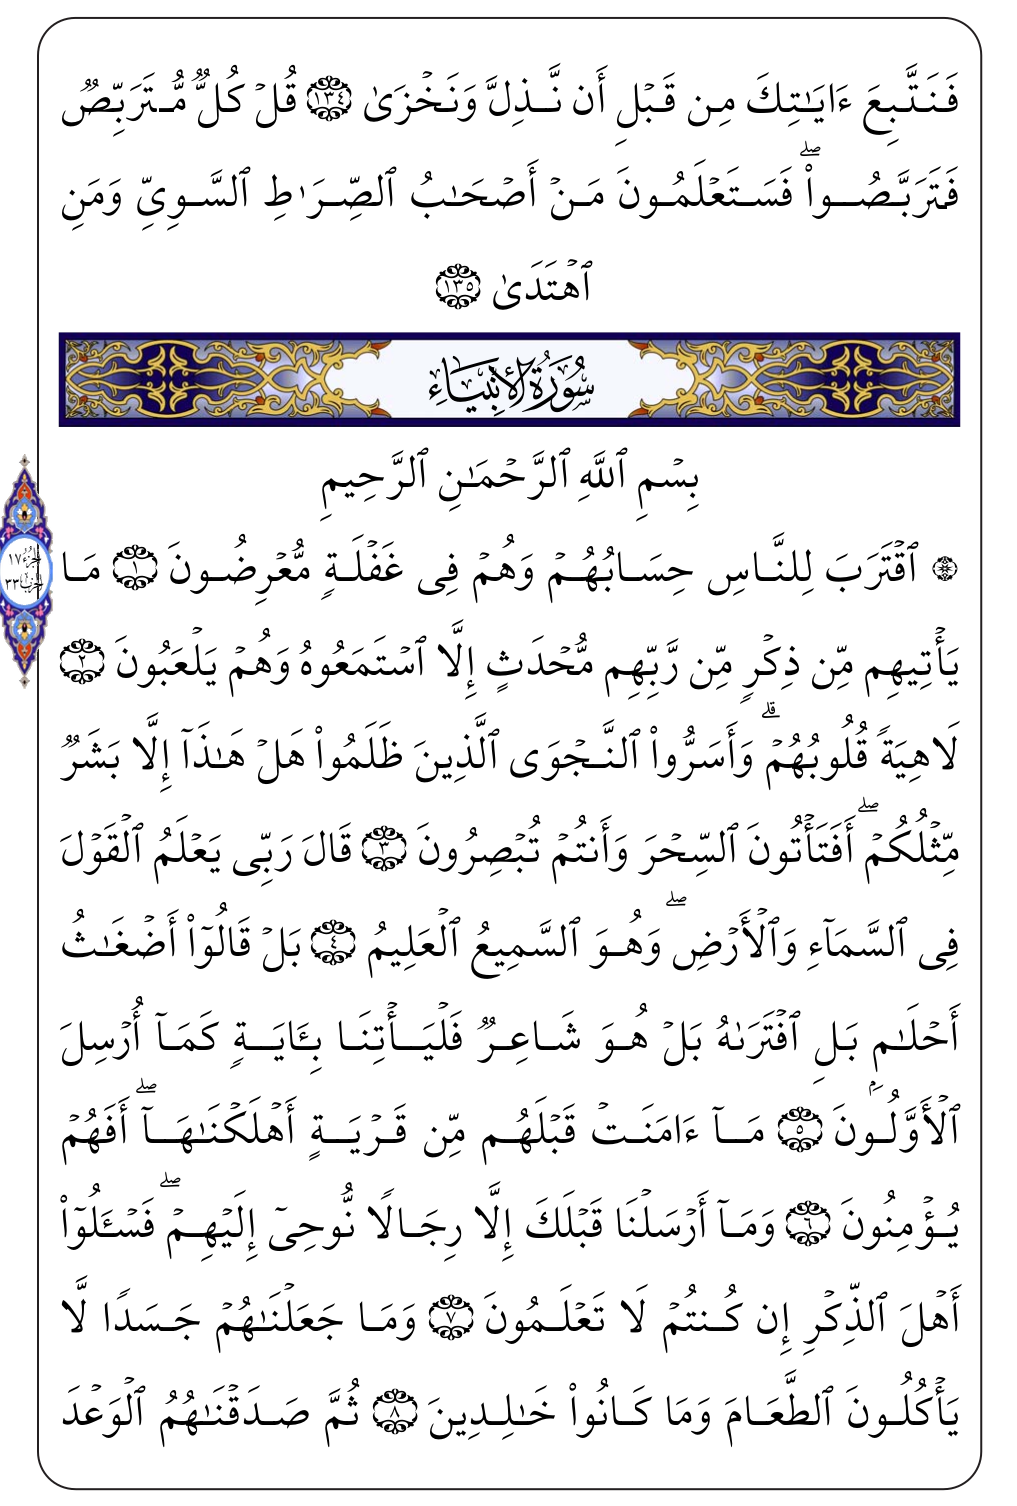 فَنَتَّبِعَ ءَايَٰتِكَ مِن قَبْلِ أَن نَّذِلَّ وَنَخْزَىٰ ١٣٤ قُلْ كُلٌّ مُّتَرَبِّصٌ
فَتَرَبَّصُوا۟ ۖ فَسَتَعْلَمُونَ مَنْ أَصْحَٰبُ ٱلصِّرَٰطِ ٱلسَّوِىِّ وَمَنِ
ٱهْتَدَىٰ ١٣٥
سُورَةُ الأَنْبِيَاءِ
بِسْمِ ٱللَّهِ ٱلرَّحْمَٰنِ ٱلرَّحِيمِ
الجزء ١٧
الحزب ٣٣
۞ ٱقْتَرَبَ لِلنَّاسِ حِسَابُهُمْ وَهُمْ فِى غَفْلَةٍ مُّعْرِضُونَ ١ مَا
يَأْتِيهِم مِّن ذِكْرٍ مِّن رَّبِّهِم مُّحْدَثٍ إِلَّا ٱسْتَمَعُوهُ وَهُمْ يَلْعَبُونَ ٢
لَاهِيَةً قُلُوبُهُمْ ۗ وَأَسَرُّوا۟ ٱلنَّجْوَى ٱلَّذِينَ ظَلَمُوا۟ هَلْ هَٰذَآ إِلَّا بَشَرٌ
مِّثْلُكُمْ ۖ أَفَتَأْتُونَ ٱلسِّحْرَ وَأَنتُمْ تُبْصِرُونَ ٣ قَالَ رَبِّى يَعْلَمُ ٱلْقَوْلَ
فِى ٱلسَّمَآءِ وَٱلْأَرْضِ ۖ وَهُوَ ٱلسَّمِيعُ ٱلْعَلِيمُ ٤ بَلْ قَالُوٓا۟ أَضْغَٰثُ
أَحْلَٰمٍ بَلِ ٱفْتَرَىٰهُ بَلْ هُوَ شَاعِرٌ فَلْيَأْتِنَا بِـَٔايَةٍ كَمَآ أُرْسِلَ
ٱلْأَوَّلُونَ ٥ مَآ ءَامَنَتْ قَبْلَهُم مِّن قَرْيَةٍ أَهْلَكْنَٰهَآ ۖ أَفَهُمْ
يُؤْمِنُونَ ٦ وَمَآ أَرْسَلْنَا قَبْلَكَ إِلَّا رِجَالًا نُّوحِىٓ إِلَيْهِمْ ۖ فَسْـَٔلُوٓا۟
أَهْلَ ٱلذِّكْرِ إِن كُنتُمْ لَا تَعْلَمُونَ ٧ وَمَا جَعَلْنَٰهُمْ جَسَدًا لَّا
يَأْكُلُونَ ٱلطَّعَامَ وَمَا كَانُوا۟ خَٰلِدِينَ ٨ ثُمَّ صَدَقْنَٰهُمُ ٱلْوَعْدَ